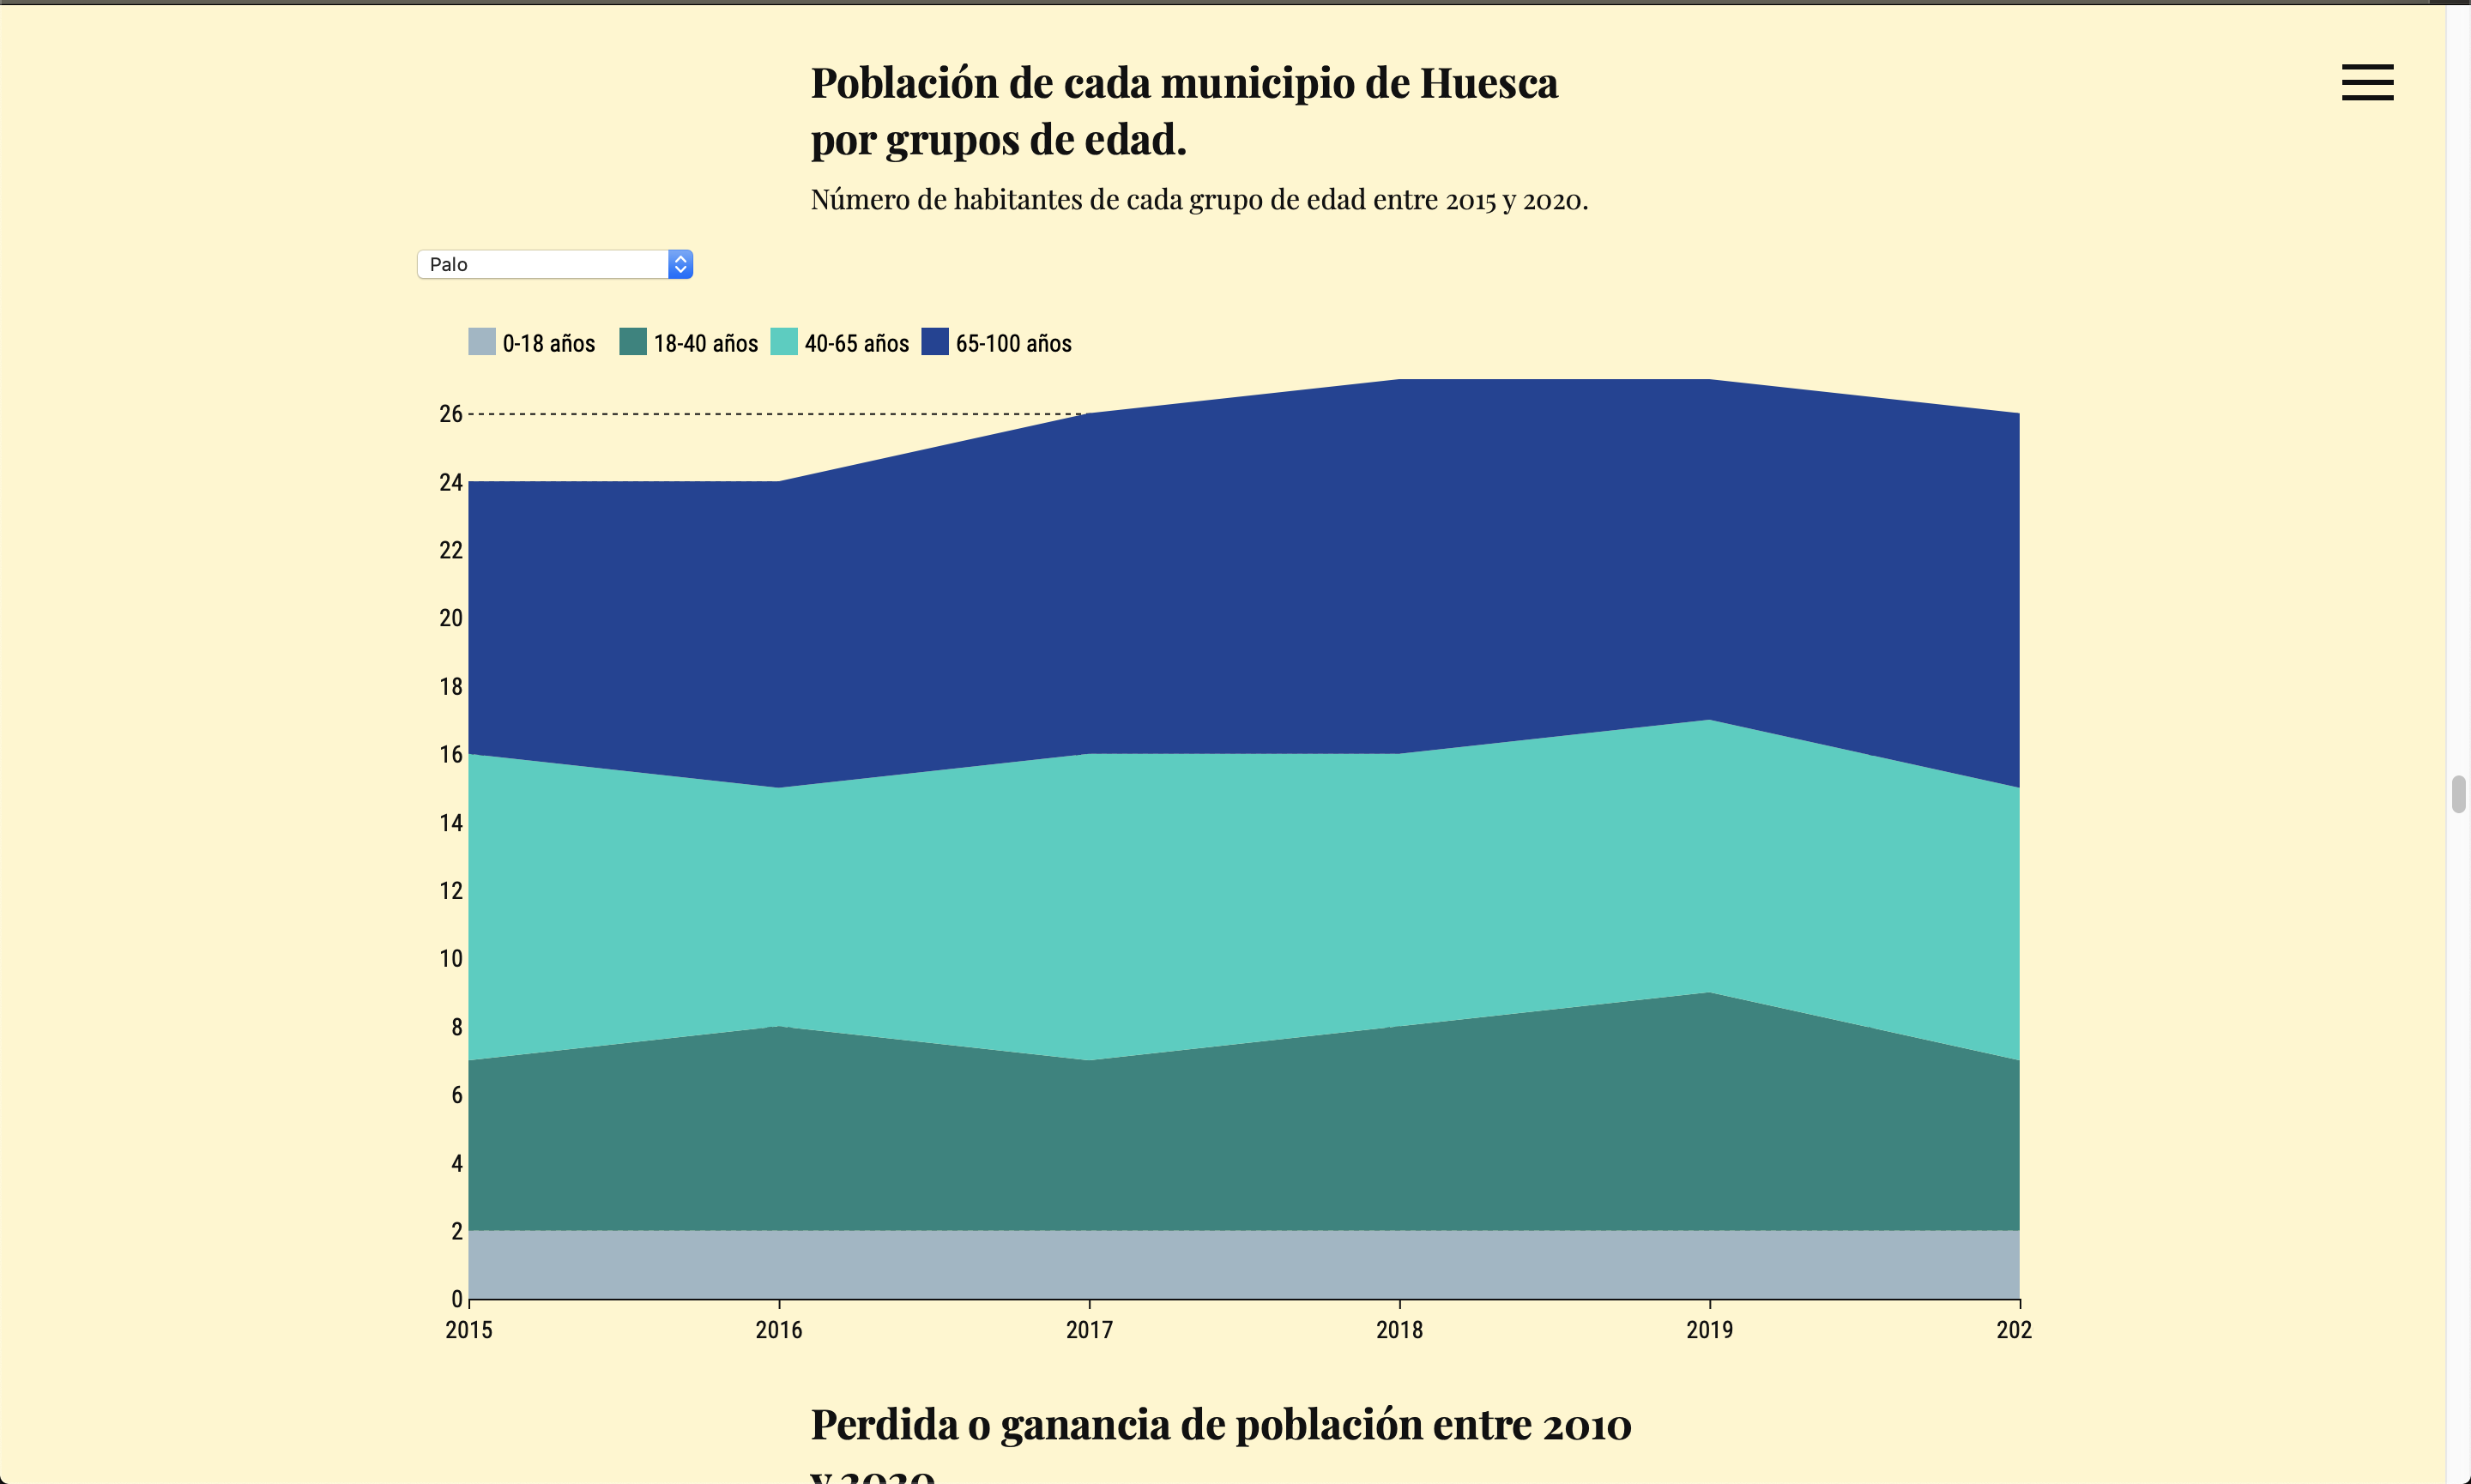 Población de cada municipio de Huesca
por grupos de edad.
Número de habitantes de cada grupo de edad entre 2015 y 2020.
Palo
0-18 años 18-40 años 40-65 años 65-100 años
26
24
22
20
18
16
14
12
10
8
6
4
2
0
2015 2016 2017 2018 2019 202
Perdida o ganancia de población entre 2010
y 2020